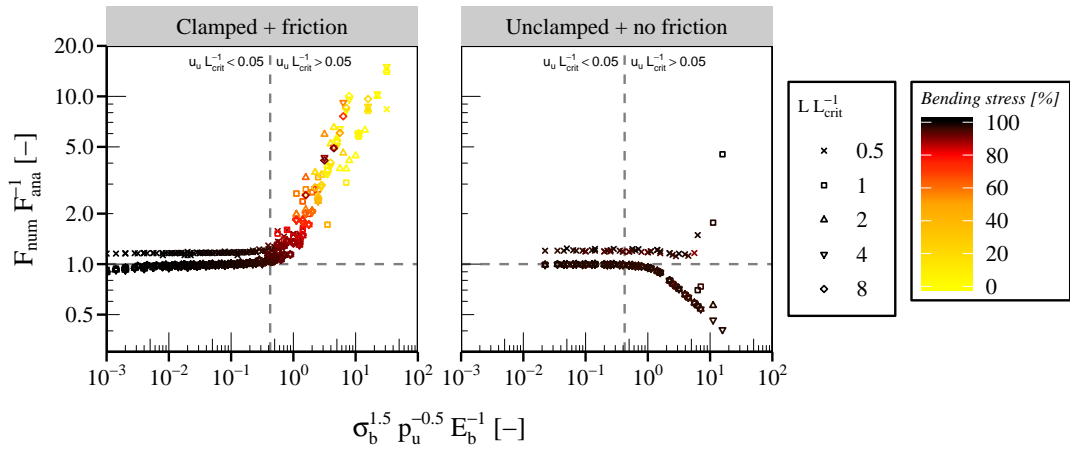 Clamped + friction
Unclamped + no friction
u_u L_crit^-1 < 0.05
u_u L_crit^-1 > 0.05
u_u L_crit^-1 < 0.05
u_u L_crit^-1 > 0.05
F_num F_ana^-1 [−]
20.0
10.0
5.0
2.0
1.0
0.5
10^−3 10^−2 10^−1 10^0 10^1 10^2
10^−3 10^−2 10^−1 10^0 10^1 10^2
σ_b^1.5 p_u^-0.5 E_b^-1 [−]
L L_crit^-1
0.5
1
2
4
8
Bending stress [%]
100
80
60
40
20
0